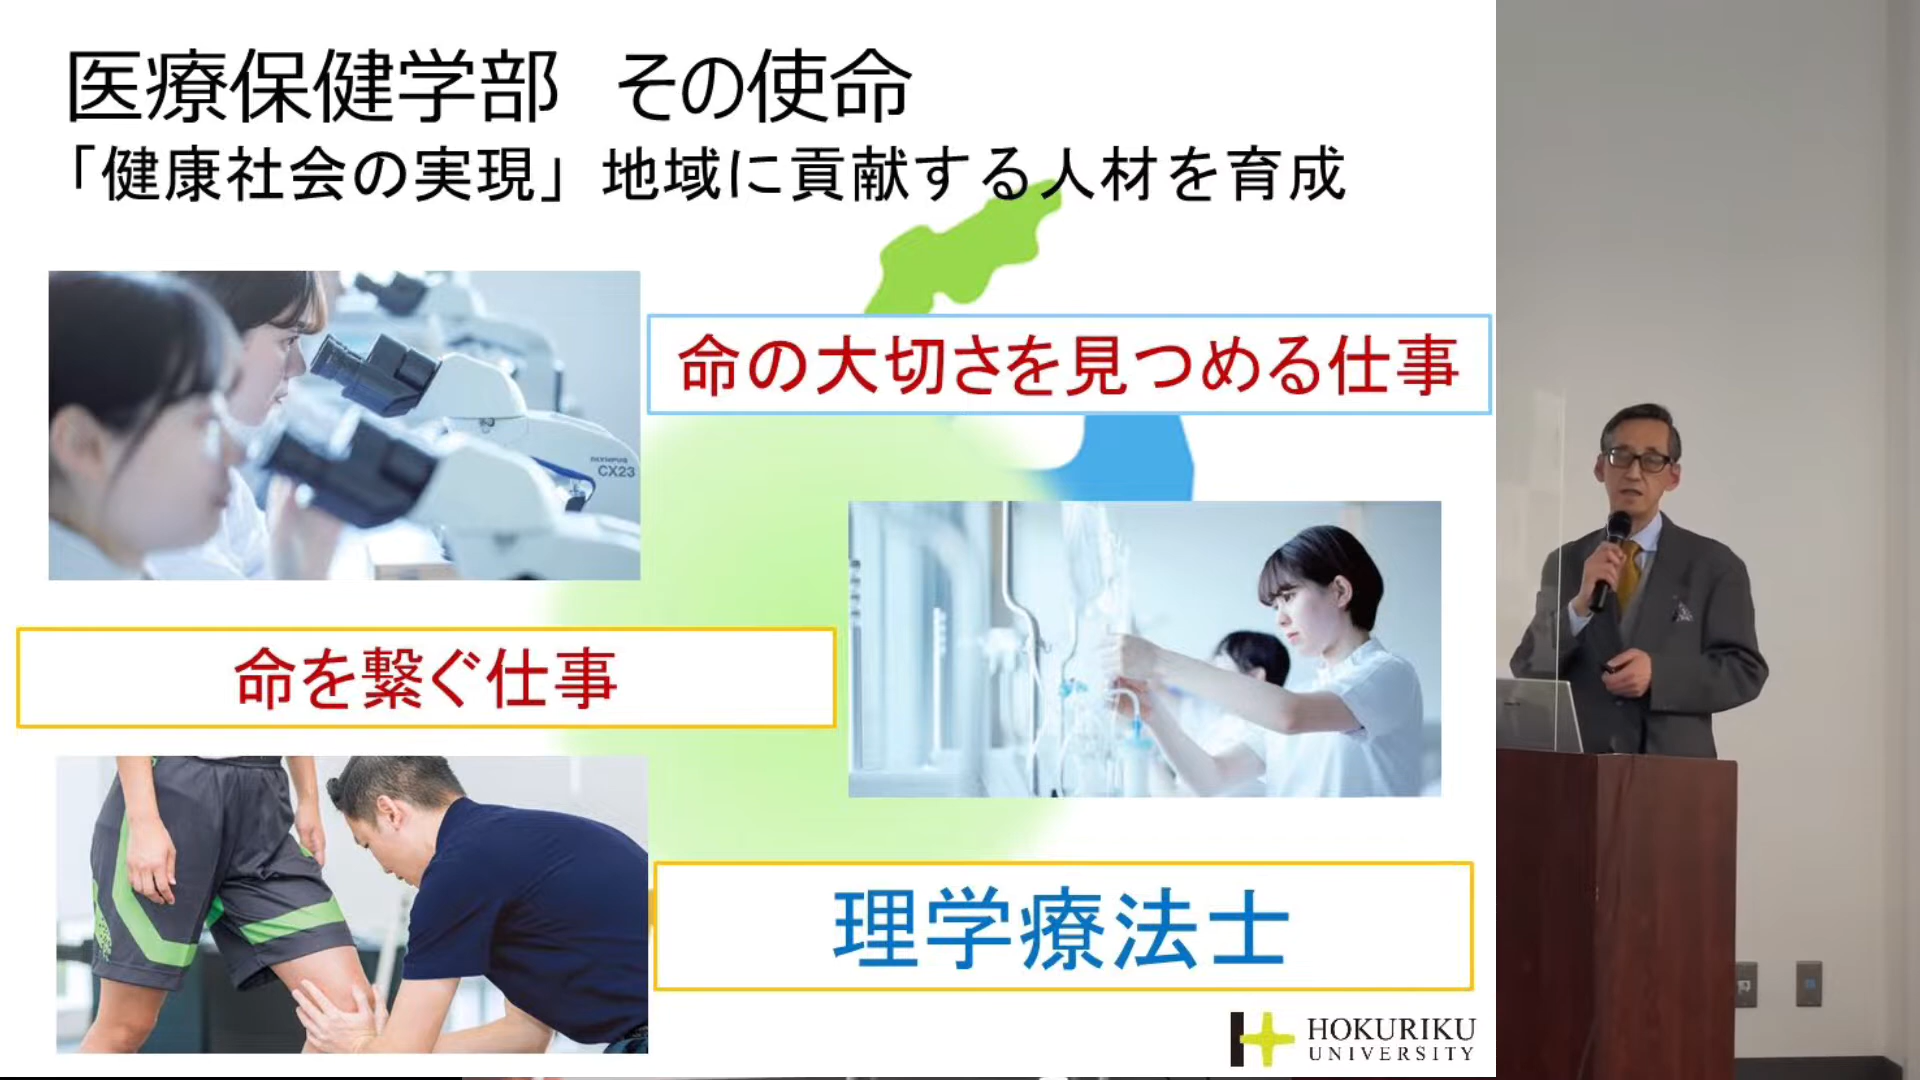 医療保健学部　その使命
「健康社会の実現」地域に貢献する人材を育成
命の大切さを見つめる仕事
OLYMPUS
CX23
命を繋ぐ仕事
理学療法士
HOKURIKU
UNIVERSITY